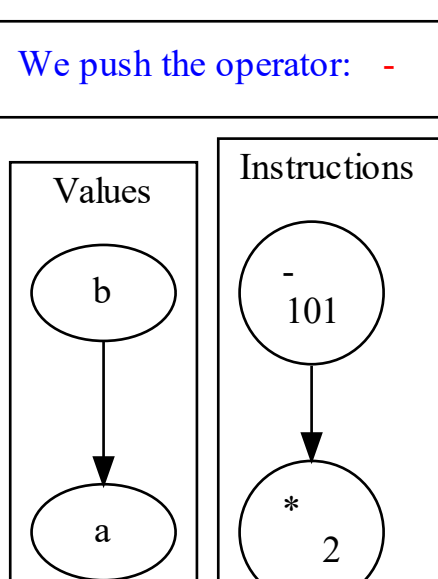 We push the operator: -
Values
b
a
Instructions
-
101
*
2